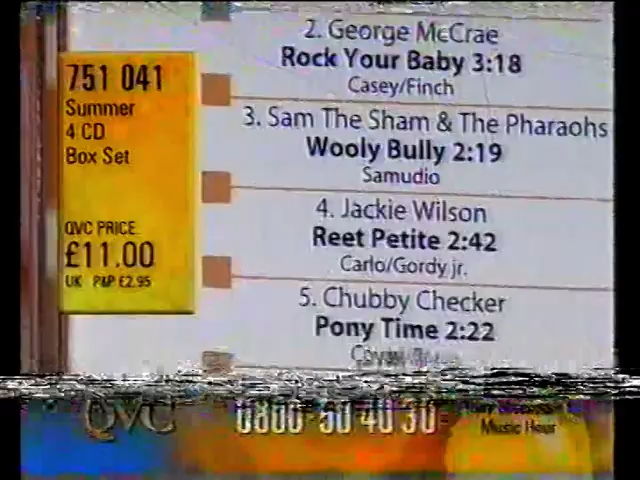 2. George McCrae
Rock Your Baby 3:18
Casey/Finch
3. Sam The Sham & The Pharaohs
Wooly Bully 2:19
Samudio
4. Jackie Wilson
Reet Petite 2:42
Carlo/Gordy jr.
5. Chubby Checker
Pony Time 2:22
751 041
Summer
4 CD
Box Set
QVC PRICE
£11.00
UK P&P £2.95
QVC
0800 50 40 30
Music Hour